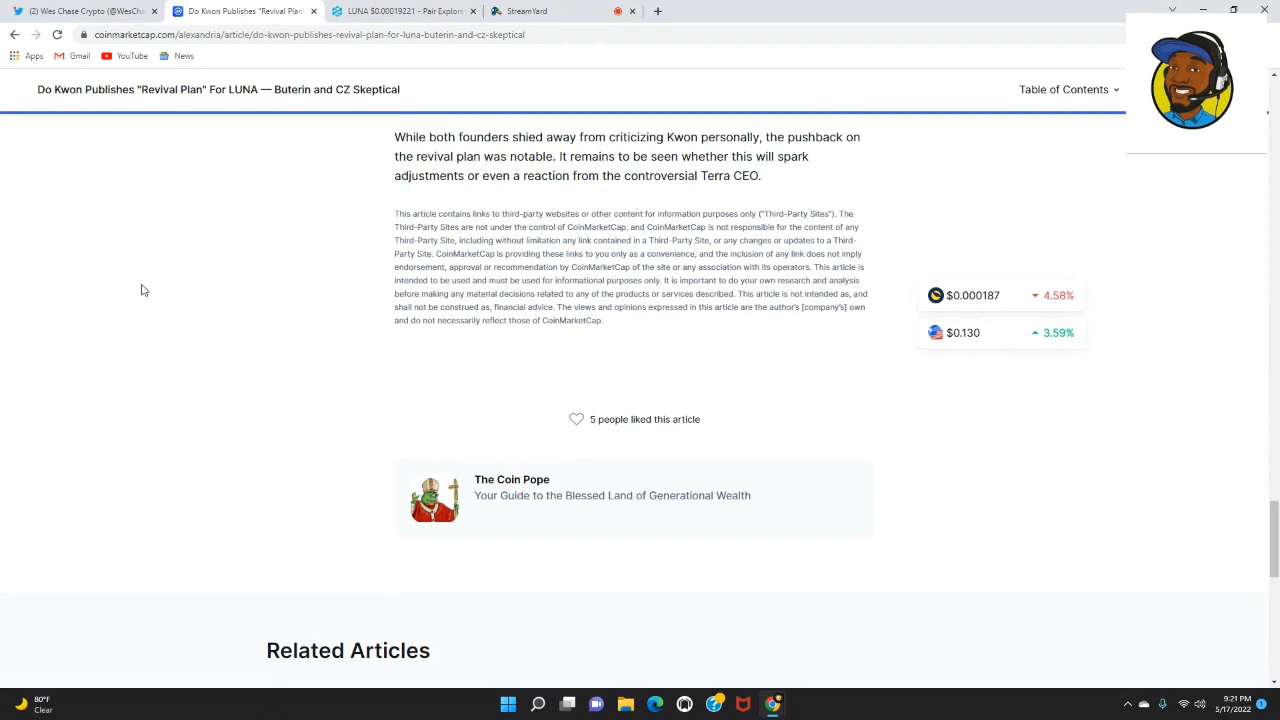 (2) Wes Chase Crypto (@WesCha
Do Kwon Publishes "Revival Plan"
LUNA $0.00019221 - Pair Explore
StreamYard
coinmarketcap.com/alexandria/article/do-kwon-publishes-revival-plan-for-luna-buterin-and-cz-skeptical
Apps
Gmail
YouTube
News
Do Kwon Publishes "Revival Plan" For LUNA — Buterin and CZ Skeptical
Table of Contents
While both founders shied away from criticizing Kwon personally, the pushback on
the revival plan was notable. It remains to be seen whether this will spark
adjustments or even a reaction from the controversial Terra CEO.
This article contains links to third-party websites or other content for information purposes only ("Third-Party Sites"). The
Third-Party Sites are not under the control of CoinMarketCap, and CoinMarketCap is not responsible for the content of any
Third-Party Site, including without limitation any link contained in a Third-Party Site, or any changes or updates to a Third-
Party Site. CoinMarketCap is providing these links to you only as a convenience, and the inclusion of any link does not imply
endorsement, approval or recommendation by CoinMarketCap of the site or any association with its operators. This article is
intended to be used and must be used for informational purposes only. It is important to do your own research and analysis
before making any material decisions related to any of the products or services described. This article is not intended as, and
shall not be construed as, financial advice. The views and opinions expressed in this article are the author's [company's] own
and do not necessarily reflect those of CoinMarketCap.
$0.000187
4.58%
$0.130
3.59%
5 people liked this article
The Coin Pope
Your Guide to the Blessed Land of Generational Wealth
Related Articles
80°F
Clear
9:21 PM
5/17/2022
1